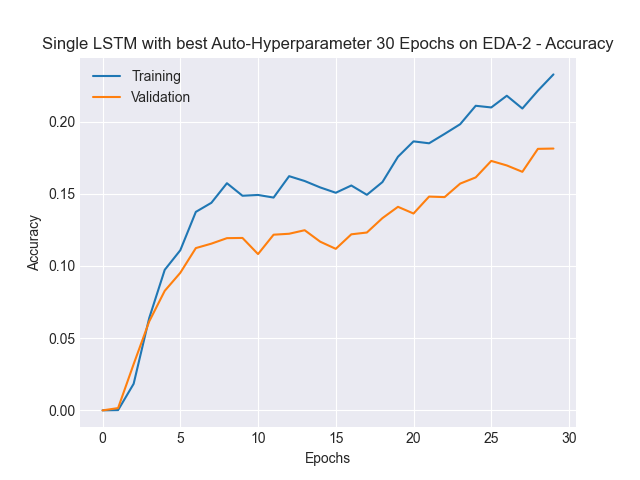 Single LSTM with best Auto-Hyperparameter 30 Epochs on EDA-2 - Accuracy
Training
Validation
Accuracy
0.20
0.15
0.10
0.05
0.00
0 5 10 15 20 25 30
Epochs